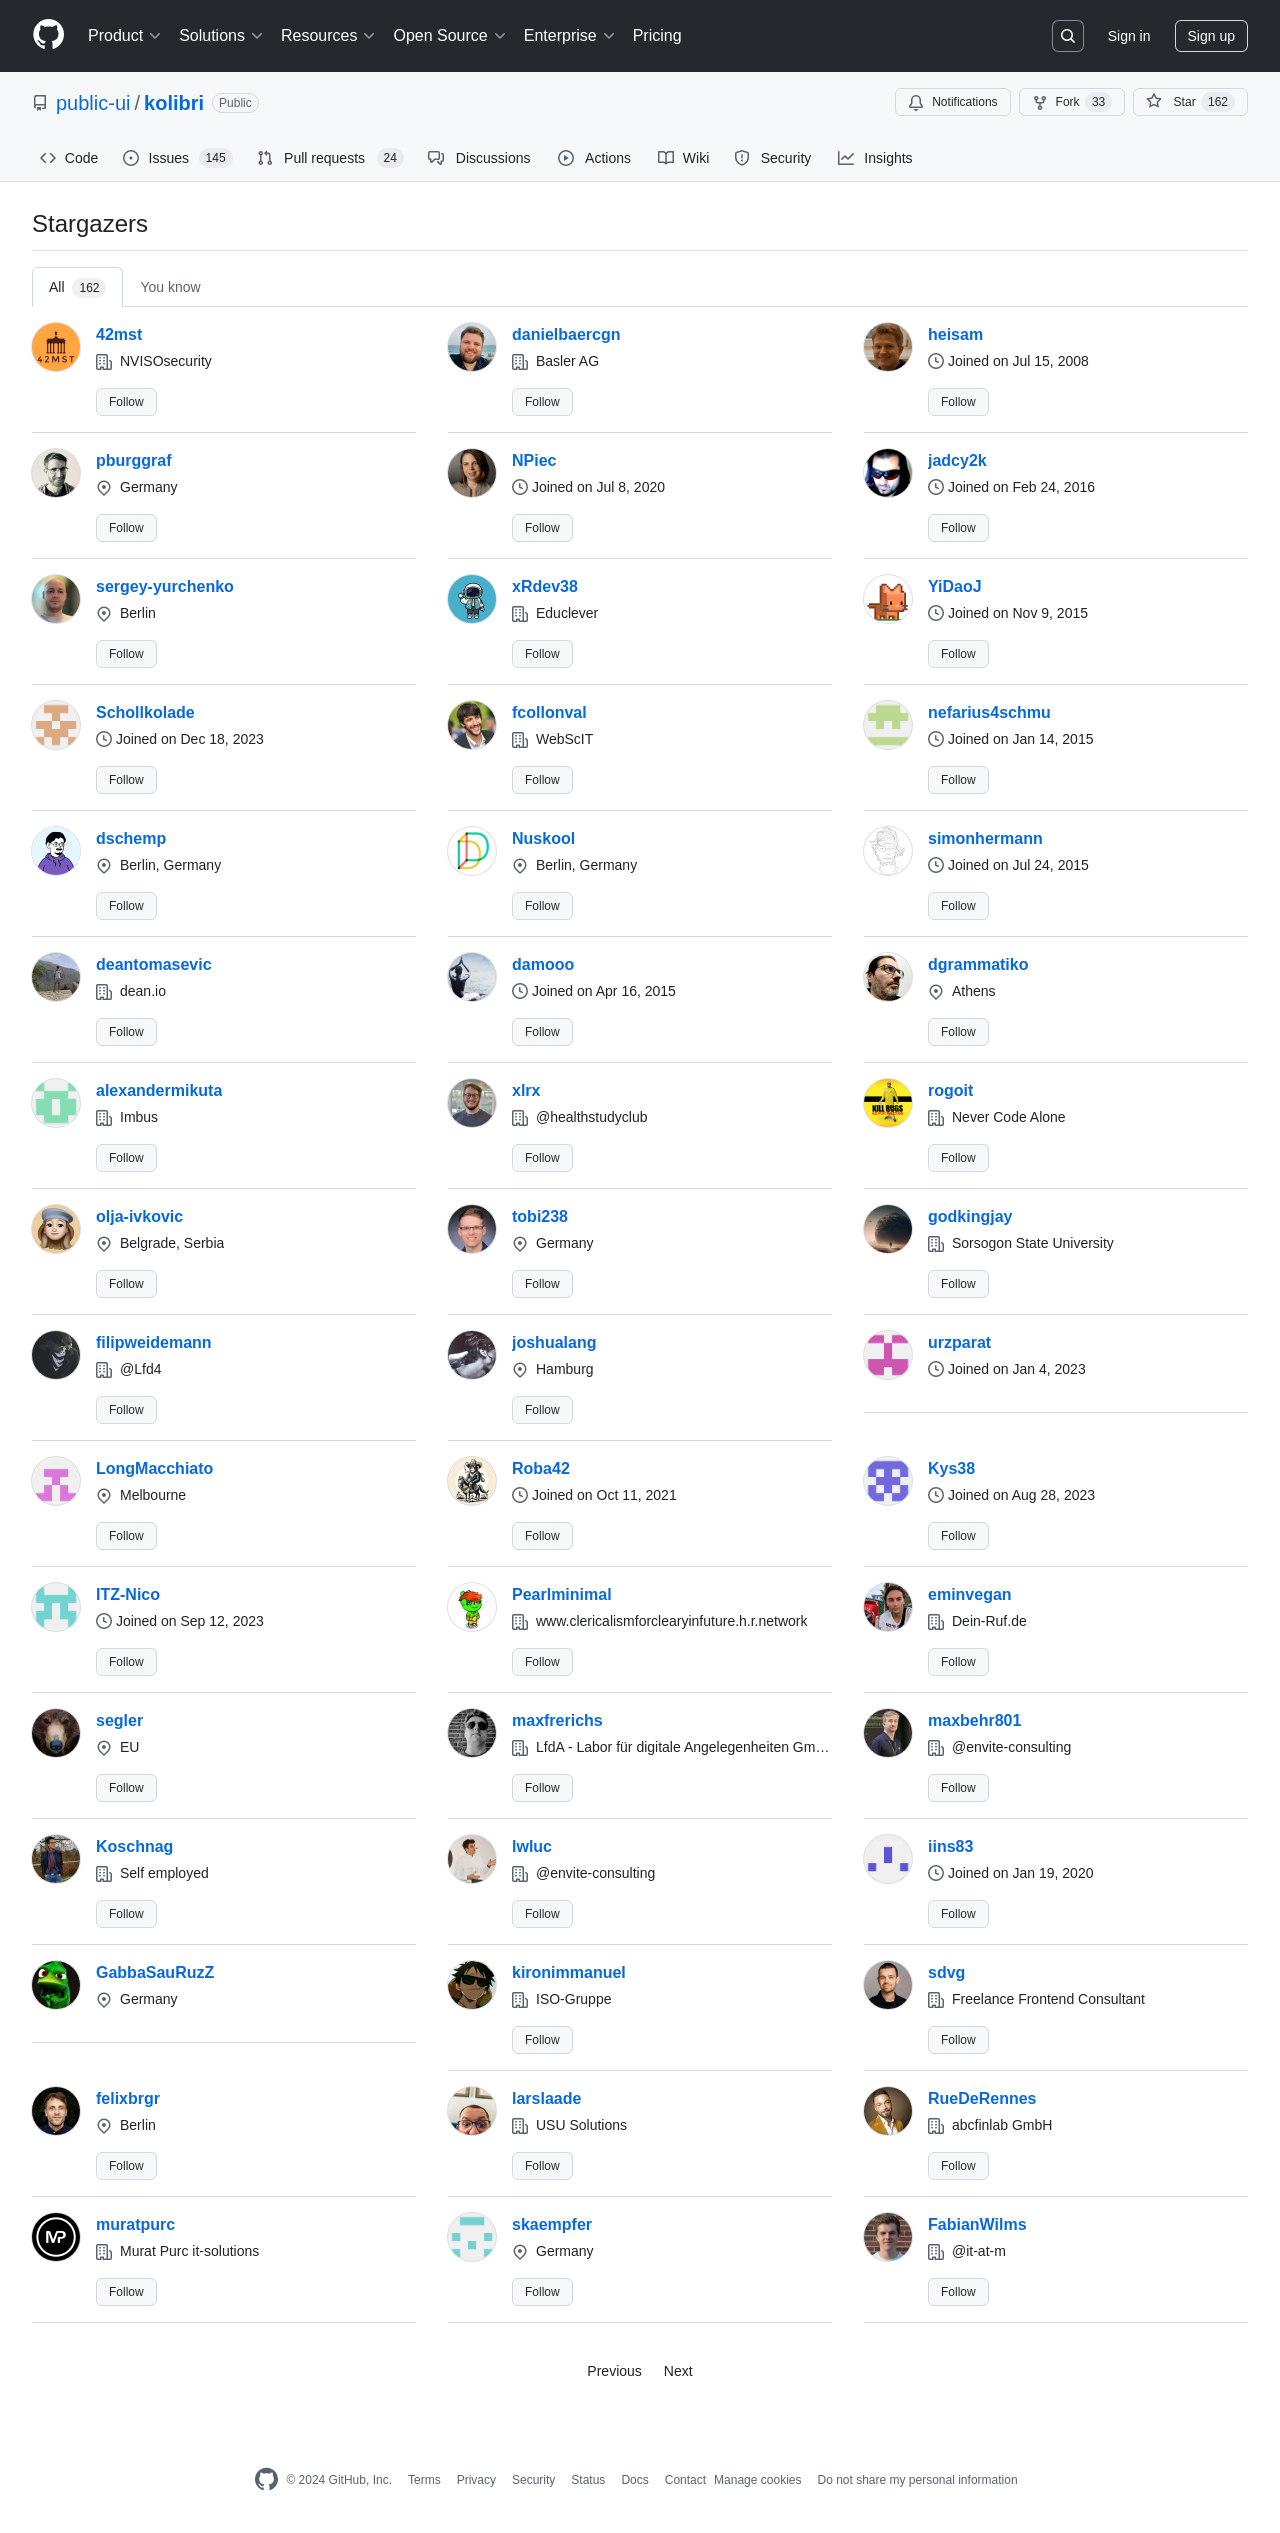 Product Solutions Resources Open Source Enterprise Pricing Sign in Sign up
public-ui / kolibri Public Notifications Fork 33 Star 162
Code Issues 145 Pull requests 24 Discussions Actions Wiki Security Insights
Stargazers
All 162 You know
42mst danielbaercgn heisam
NVISOsecurity Basler AG Joined on Jul 15, 2008
Follow Follow Follow
pburggraf NPiec jadcy2k
Germany Joined on Jul 8, 2020 Joined on Feb 24, 2016
Follow Follow Follow
sergey-yurchenko xRdev38 YiDaoJ
Berlin Educlever Joined on Nov 9, 2015
Follow Follow Follow
Schollkolade fcollonval nefarius4schmu
Joined on Dec 18, 2023 WebScIT Joined on Jan 14, 2015
Follow Follow Follow
dschemp Nuskool simonhermann
Berlin, Germany Berlin, Germany Joined on Jul 24, 2015
Follow Follow Follow
deantomasevic damooo dgrammatiko
dean.io Joined on Apr 16, 2015 Athens
Follow Follow Follow
alexandermikuta xlrx rogoit
Imbus @healthstudyclub Never Code Alone
Follow Follow Follow
olja-ivkovic tobi238 godkingjay
Belgrade, Serbia Germany Sorsogon State University
Follow Follow Follow
filipweidemann joshualang urzparat
@Lfd4 Hamburg Joined on Jan 4, 2023
Follow Follow
LongMacchiato Roba42 Kys38
Melbourne Joined on Oct 11, 2021 Joined on Aug 28, 2023
Follow Follow Follow
ITZ-Nico Pearlminimal eminvegan
Joined on Sep 12, 2023 www.clericalismforclearyinfuture.h.r.network Dein-Ruf.de
Follow Follow Follow
segler maxfrerichs maxbehr801
EU LfdA - Labor für digitale Angelegenheiten Gm… @envite-consulting
Follow Follow Follow
Koschnag lwluc iins83
Self employed @envite-consulting Joined on Jan 19, 2020
Follow Follow Follow
GabbaSauRuzZ kironimmanuel sdvg
Germany ISO-Gruppe Freelance Frontend Consultant
Follow Follow
felixbrgr larslaade RueDeRennes
Berlin USU Solutions abcfinlab GmbH
Follow Follow Follow
muratpurc skaempfer FabianWilms
Murat Purc it-solutions Germany @it-at-m
Follow Follow Follow
Previous Next
© 2024 GitHub, Inc. Terms Privacy Security Status Docs Contact Manage cookies Do not share my personal information